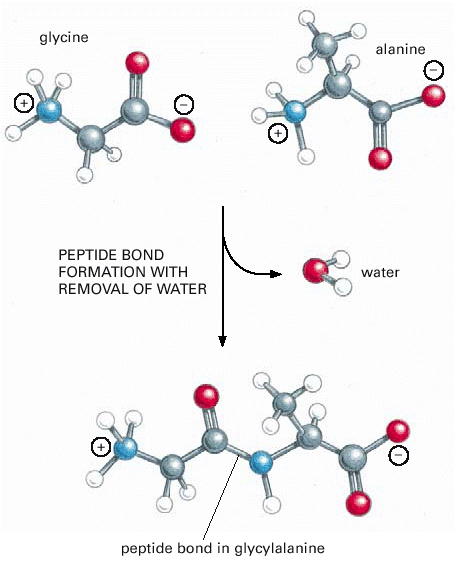 glycine
alanine
+
−
−
+
PEPTIDE BOND
FORMATION WITH
REMOVAL OF WATER
water
+
−
peptide bond in glycylalanine